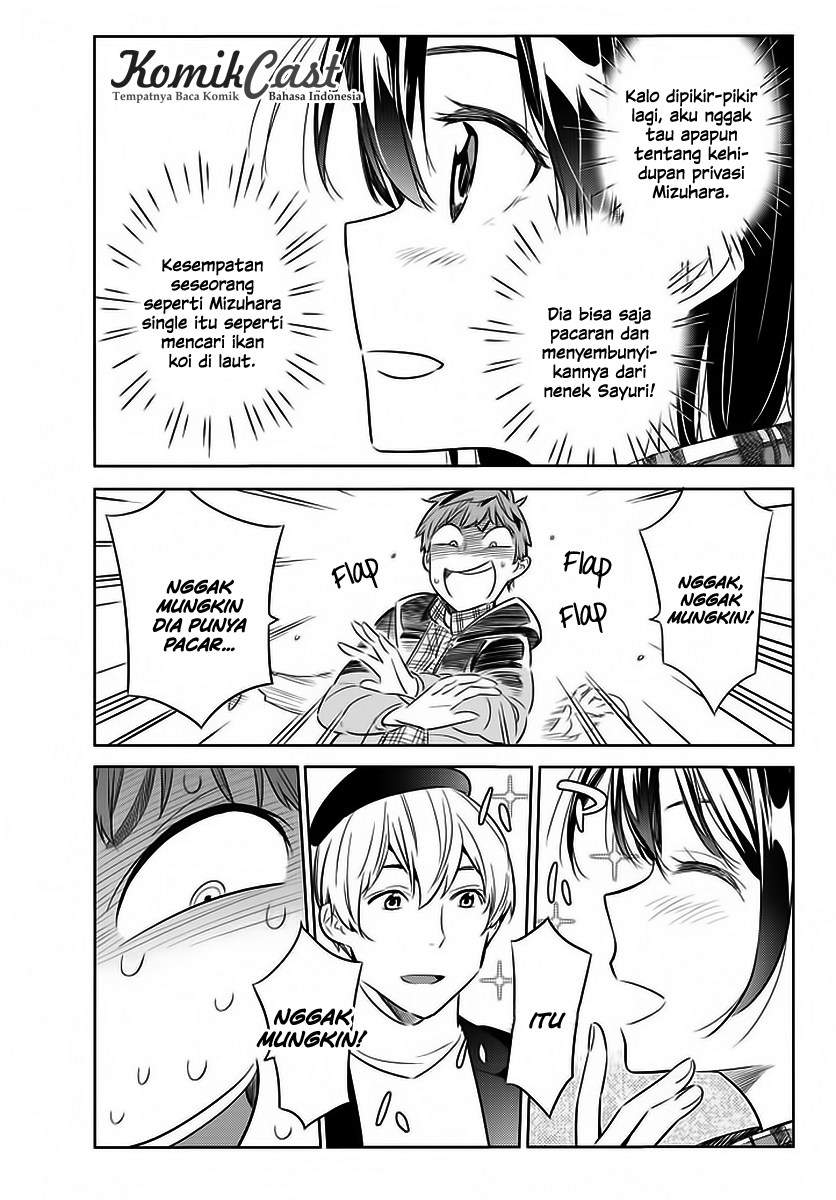 KomikCast
Tempatnya Baca Komik Bahasa Indonesia
Kalo dipikir-pikir
lagi, aku nggak
tau apapun
tentang kehi-
dupan privasi
Mizuhara.
Dia bisa saja
pacaran dan
menyembunyi-
kannya dari
nenek Sayuri!
Kesempatan
seseorang
seperti Mizuhara
single itu seperti
mencari ikan
koi di laut.
NGGAK,
NGGAK
MUNGKIN!
Flap
Flap
Flap
NGGAK
MUNGKIN
DIA PUNYA
PACAR...
ITU
NGGAK
MUNGKIN!